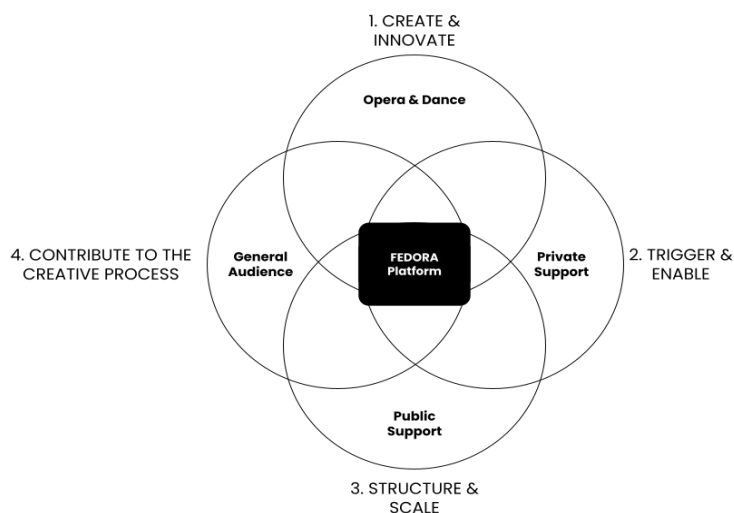 1. CREATE &
INNOVATE
Opera & Dance
4. CONTRIBUTE TO THE
CREATIVE PROCESS
General
Audience
FEDORA
Platform
Private
Support
2. TRIGGER &
ENABLE
Public
Support
3. STRUCTURE &
SCALE